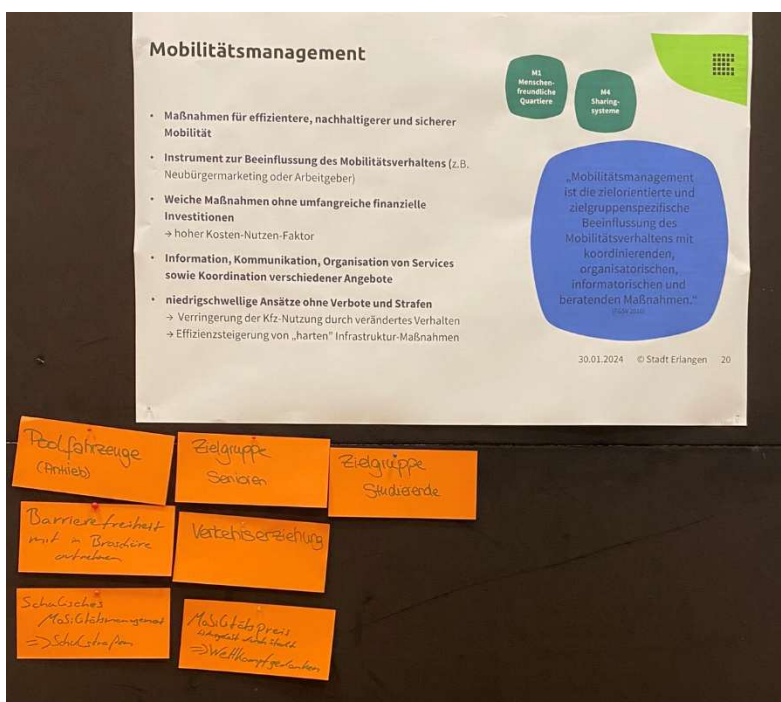 Mobilitätsmanagement
• Maßnahmen für effizientere, nachhaltigerer und sicherer
Mobilität
• Instrument zur Beeinflussung des Mobilitätsverhaltens (z.B.
Neubürgermarketing oder Arbeitgeber)
• Weiche Maßnahmen ohne umfangreiche finanzielle
Investitionen
→ hoher Kosten-Nutzen-Faktor
• Information, Kommunikation, Organisation von Services
sowie Koordination verschiedener Angebote
• niedrigschwellige Ansätze ohne Verbote und Strafen
→ Verringerung der Kfz-Nutzung durch verändertes Verhalten
→ Effizienzsteigerung von „harten" Infrastruktur-Maßnahmen
M1
Menschen-
freundliche
Quartiere
M4
Sharing-
systeme
„Mobilitätsmanagement
ist die zielorientierte und
zielgruppenspezifische
Beeinflussung des
Mobilitätsverhaltens mit
koordinierenden,
organisatorischen,
informatorischen und
beratenden Maßnahmen."
30.01.2024 © Stadt Erlangen 20
Poolfahrzeuge
(Antrieb)
Zielgruppe
Senioren
Zielgruppe
Studierende
Barrierefreiheit
mit in Broschüre
aufnehmen
Verkehrserziehung
Schulisches
Mobilitätsmanagement
=> Schulstraßen
Mobilitätspreis
durch Stadt
=> Wettkampfgedanken